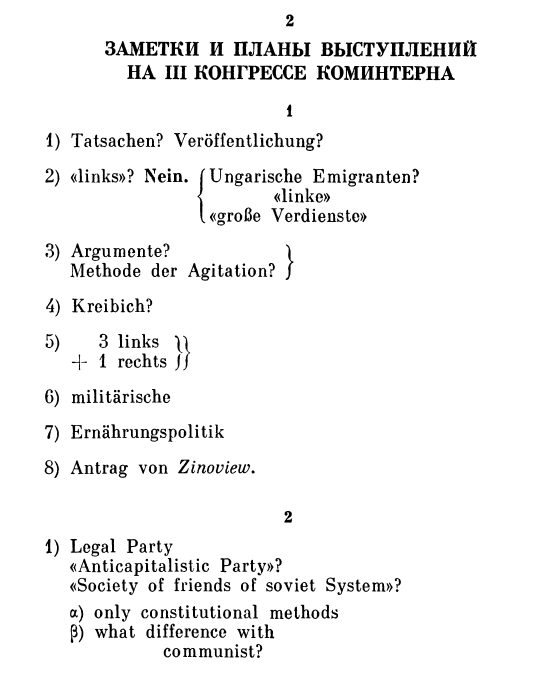 2
ЗАМЕТКИ И ПЛАНЫ ВЫСТУПЛЕНИЙ
НА III КОНГРЕССЕ КОМИНТЕРНА
1
1) Tatsachen? Veröffentlichung?
2) «links»? Nein. { Ungarische Emigranten?
«linke»
«große Verdienste»
3) Argumente?
Methode der Agitation? }
4) Kreibich?
5) 3 links }}
+ 1 rechts
6) militärische
7) Ernährungspolitik
8) Antrag von Zinoview.
2
1) Legal Party
«Anticapitalistic Party»?
«Society of friends of soviet System»?
α) only constitutional methods
β) what difference with
communist?